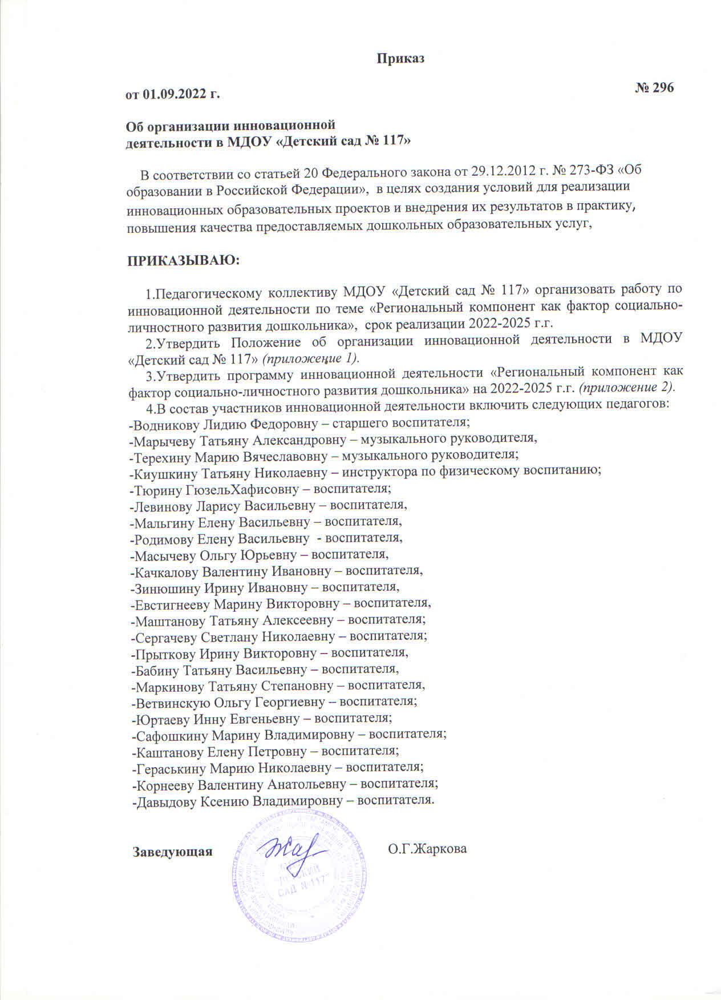 Приказ
от 01.09.2022 г. № 296
Об организации инновационной
деятельности в МДОУ «Детский сад № 117»
В соответствии со статьей 20 Федерального закона от 29.12.2012 г. № 273-ФЗ «Об
образовании в Российской Федерации», в целях создания условий для реализации
инновационных образовательных проектов и внедрения их результатов в практику,
повышения качества предоставляемых дошкольных образовательных услуг,
ПРИКАЗЫВАЮ:
1.Педагогическому коллективу МДОУ «Детский сад № 117» организовать работу по
инновационной деятельности по теме «Региональный компонент как фактор социально-
личностного развития дошкольника», срок реализации 2022-2025 г.г.
2.Утвердить Положение об организации инновационной деятельности в МДОУ
«Детский сад № 117» (приложение 1).
3.Утвердить программу инновационной деятельности «Региональный компонент как
фактор социально-личностного развития дошкольника» на 2022-2025 г.г. (приложение 2).
4.В состав участников инновационной деятельности включить следующих педагогов:
-Водникову Лидию Федоровну – старшего воспитателя;
-Марычеву Татьяну Александровну – музыкального руководителя,
-Терехину Марию Вячеславовну – музыкального руководителя;
-Киушкину Татьяну Николаевну – инструктора по физическому воспитанию;
-Тюрину ГюзельХафисовну – воспитателя;
-Левинову Ларису Васильевну – воспитателя,
-Мальгину Елену Васильевну – воспитателя,
-Родимову Елену Васильевну - воспитателя,
-Масычеву Ольгу Юрьевну – воспитателя,
-Качкалову Валентину Ивановну – воспитателя,
-Зинюшину Ирину Ивановну – воспитателя,
-Евстигнееву Марину Викторовну – воспитателя,
-Маштанову Татьяну Алексеевну – воспитателя;
-Сергачеву Светлану Николаевну – воспитателя;
-Прыткову Ирину Викторовну – воспитателя,
-Бабину Татьяну Васильевну – воспитателя,
-Маркинову Татьяну Степановну – воспитателя,
-Ветвинскую Ольгу Георгиевну – воспитателя;
-Юртаеву Инну Евгеньевну – воспитателя;
-Сафошкину Марину Владимировну – воспитателя;
-Каштанову Елену Петровну – воспитателя;
-Гераськину Марию Николаевну – воспитателя;
-Корнееву Валентину Анатольевну – воспитателя;
-Давыдову Ксению Владимировну – воспитателя.
Заведующая О.Г.Жаркова
САД №117